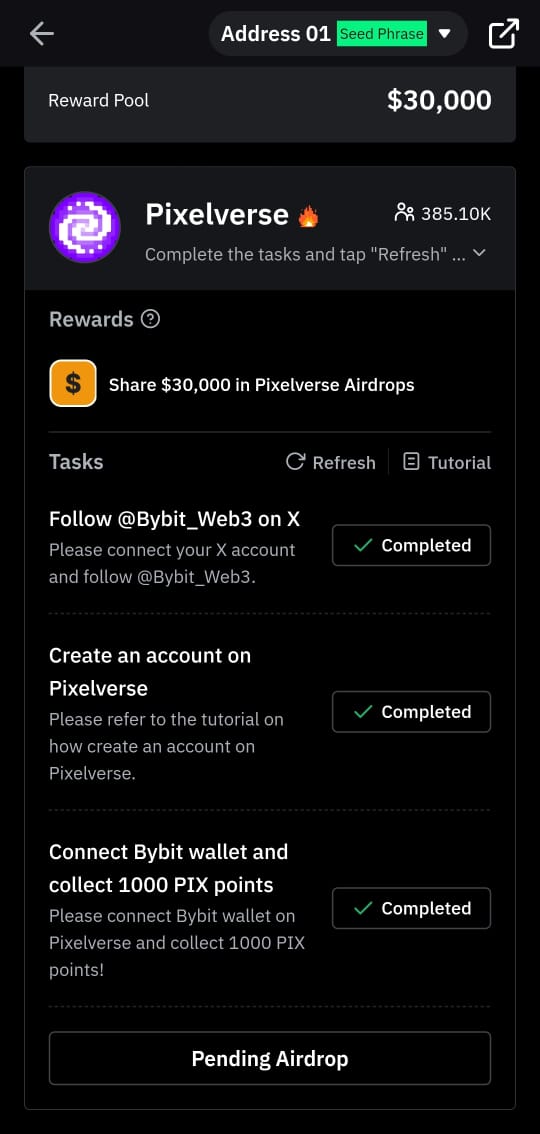 Address 01 Seed Phrase
Reward Pool $30,000
Pixelverse 🔥 385.10K
Complete the tasks and tap "Refresh" ...
Rewards
$ Share $30,000 in Pixelverse Airdrops
Tasks Refresh Tutorial
Follow @Bybit_Web3 on X
Please connect your X account
and follow @Bybit_Web3.
Completed
Create an account on
Pixelverse
Please refer to the tutorial on
how create an account on
Pixelverse.
Completed
Connect Bybit wallet and
collect 1000 PIX points
Please connect Bybit wallet on
Pixelverse and collect 1000 PIX
points!
Completed
Pending Airdrop